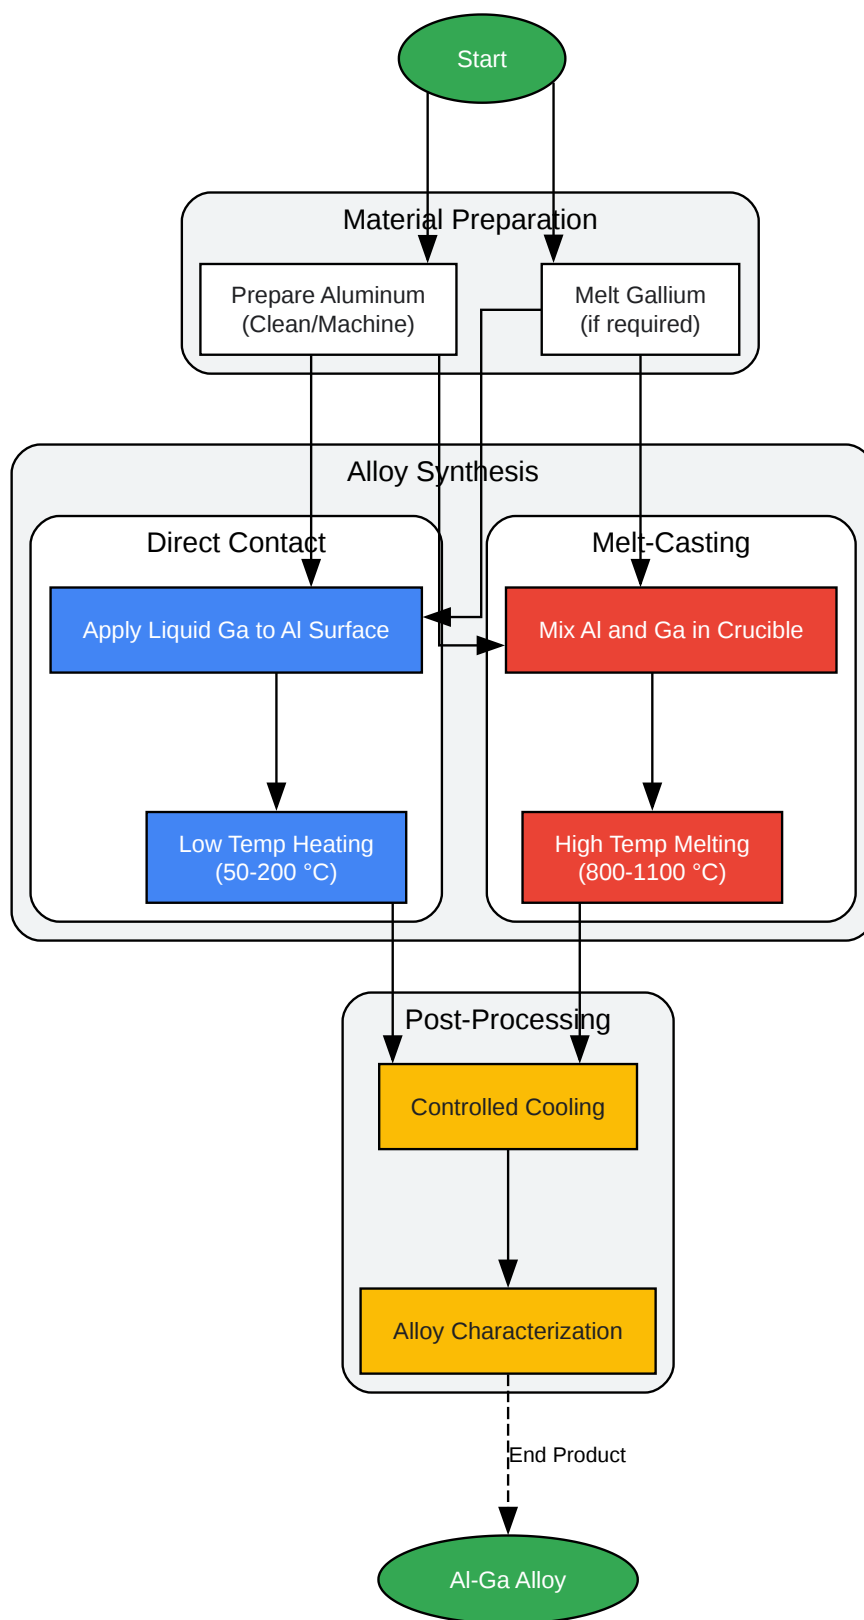 Start
Material Preparation
Prepare Aluminum
(Clean/Machine)
Melt Gallium
(if required)
Alloy Synthesis
Direct Contact
Melt-Casting
Apply Liquid Ga to Al Surface
Mix Al and Ga in Crucible
Low Temp Heating
(50-200 °C)
High Temp Melting
(800-1100 °C)
Post-Processing
Controlled Cooling
Alloy Characterization
End Product
Al-Ga Alloy